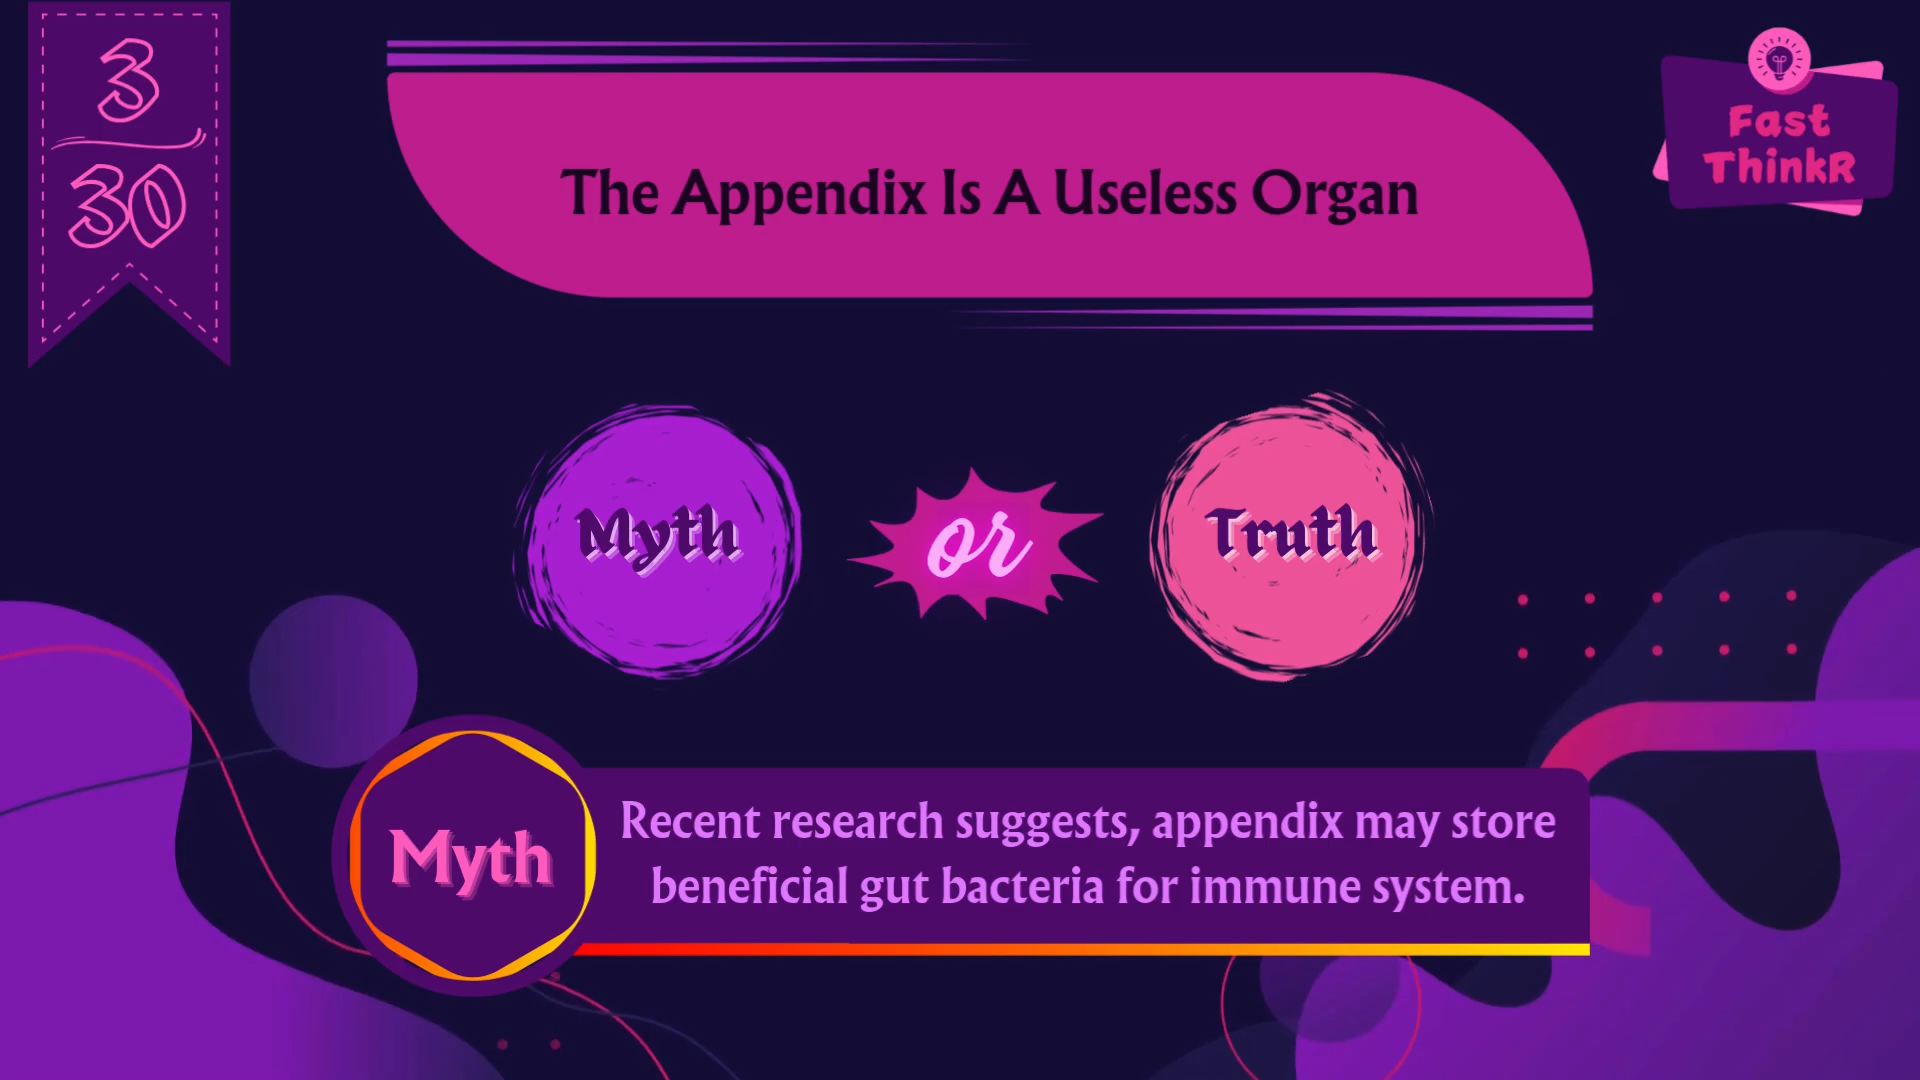 3
30
The Appendix Is A Useless Organ
Fast
ThinkR
Myth
or
Truth
Myth
Recent research suggests, appendix may store
beneficial gut bacteria for immune system.